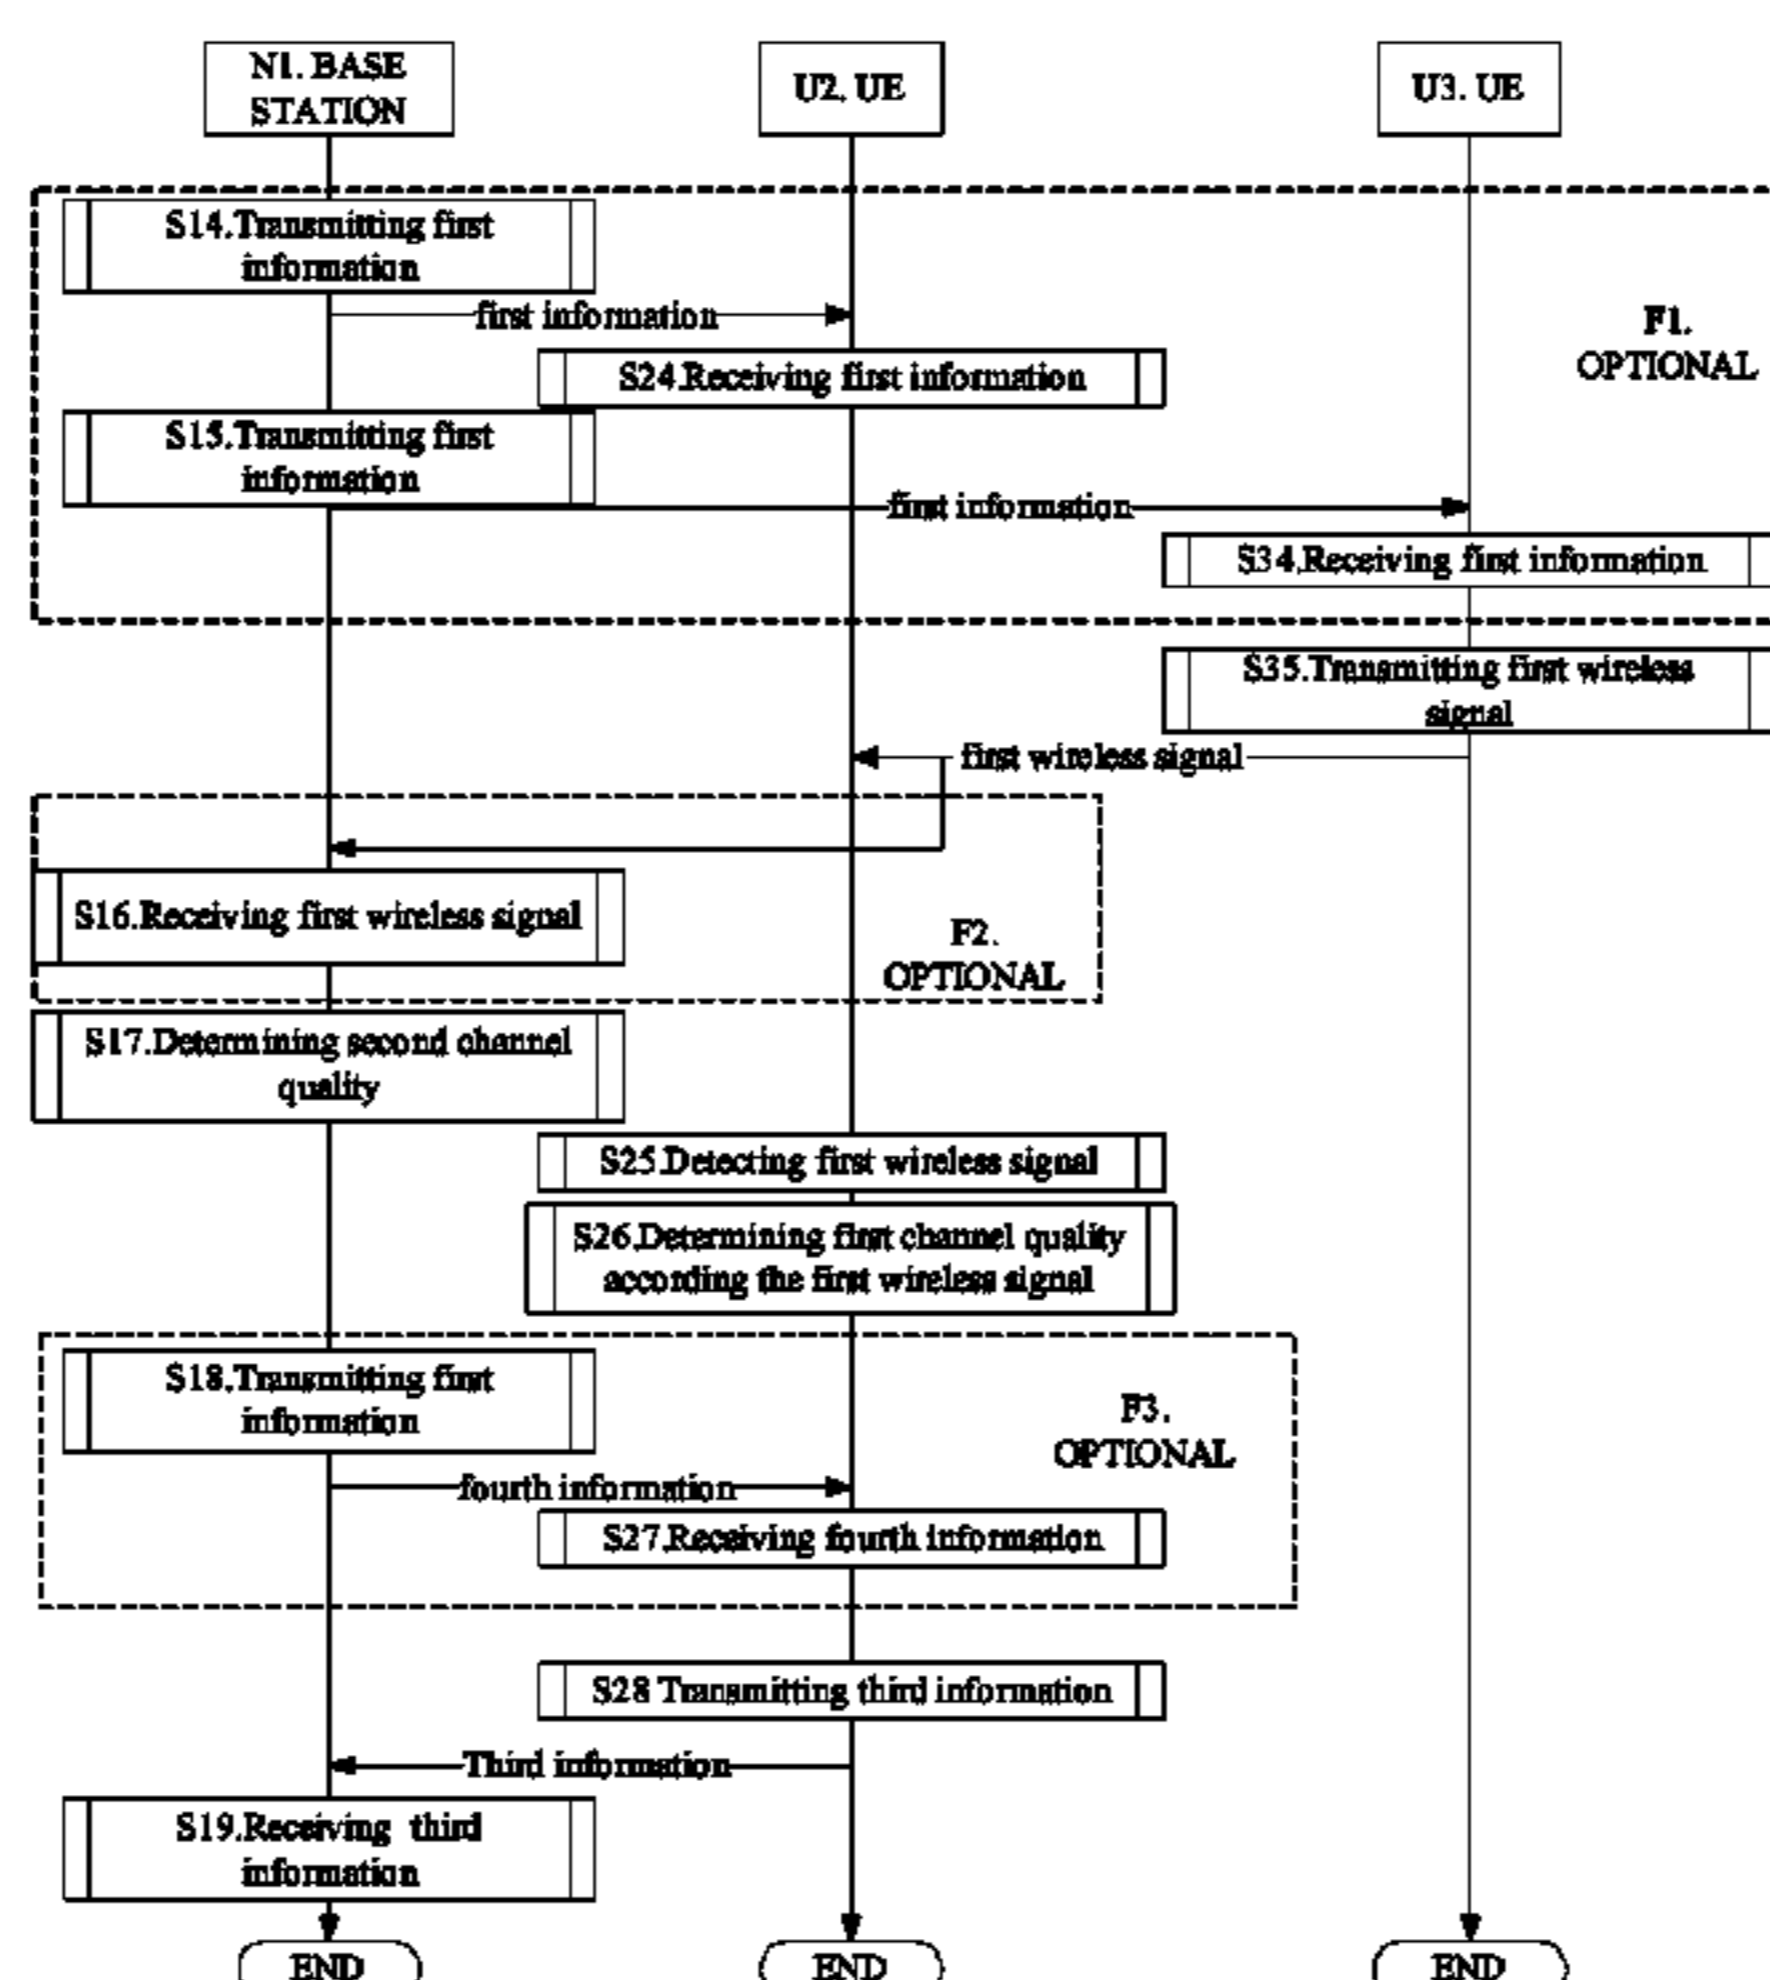 N1. BASE
STATION
U2. UE
U3. UE
S14.Transmitting first
information
first information
F1.
OPTIONAL
S24.Receiving first information
S15.Transmitting first
information
first information
S34.Receiving first information
S35.Transmitting first wireless
signal
first wireless signal
S16.Receiving first wireless signal
F2.
OPTIONAL
S17.Determining second channel
quality
S25.Detecting first wireless signal
S26.Determining first channel quality
according the first wireless signal
S18.Transmitting first
information
F3.
OPTIONAL
fourth information
S27.Receiving fourth information
S28 Transmitting third information
Third information
S19.Receiving third
information
END
END
END